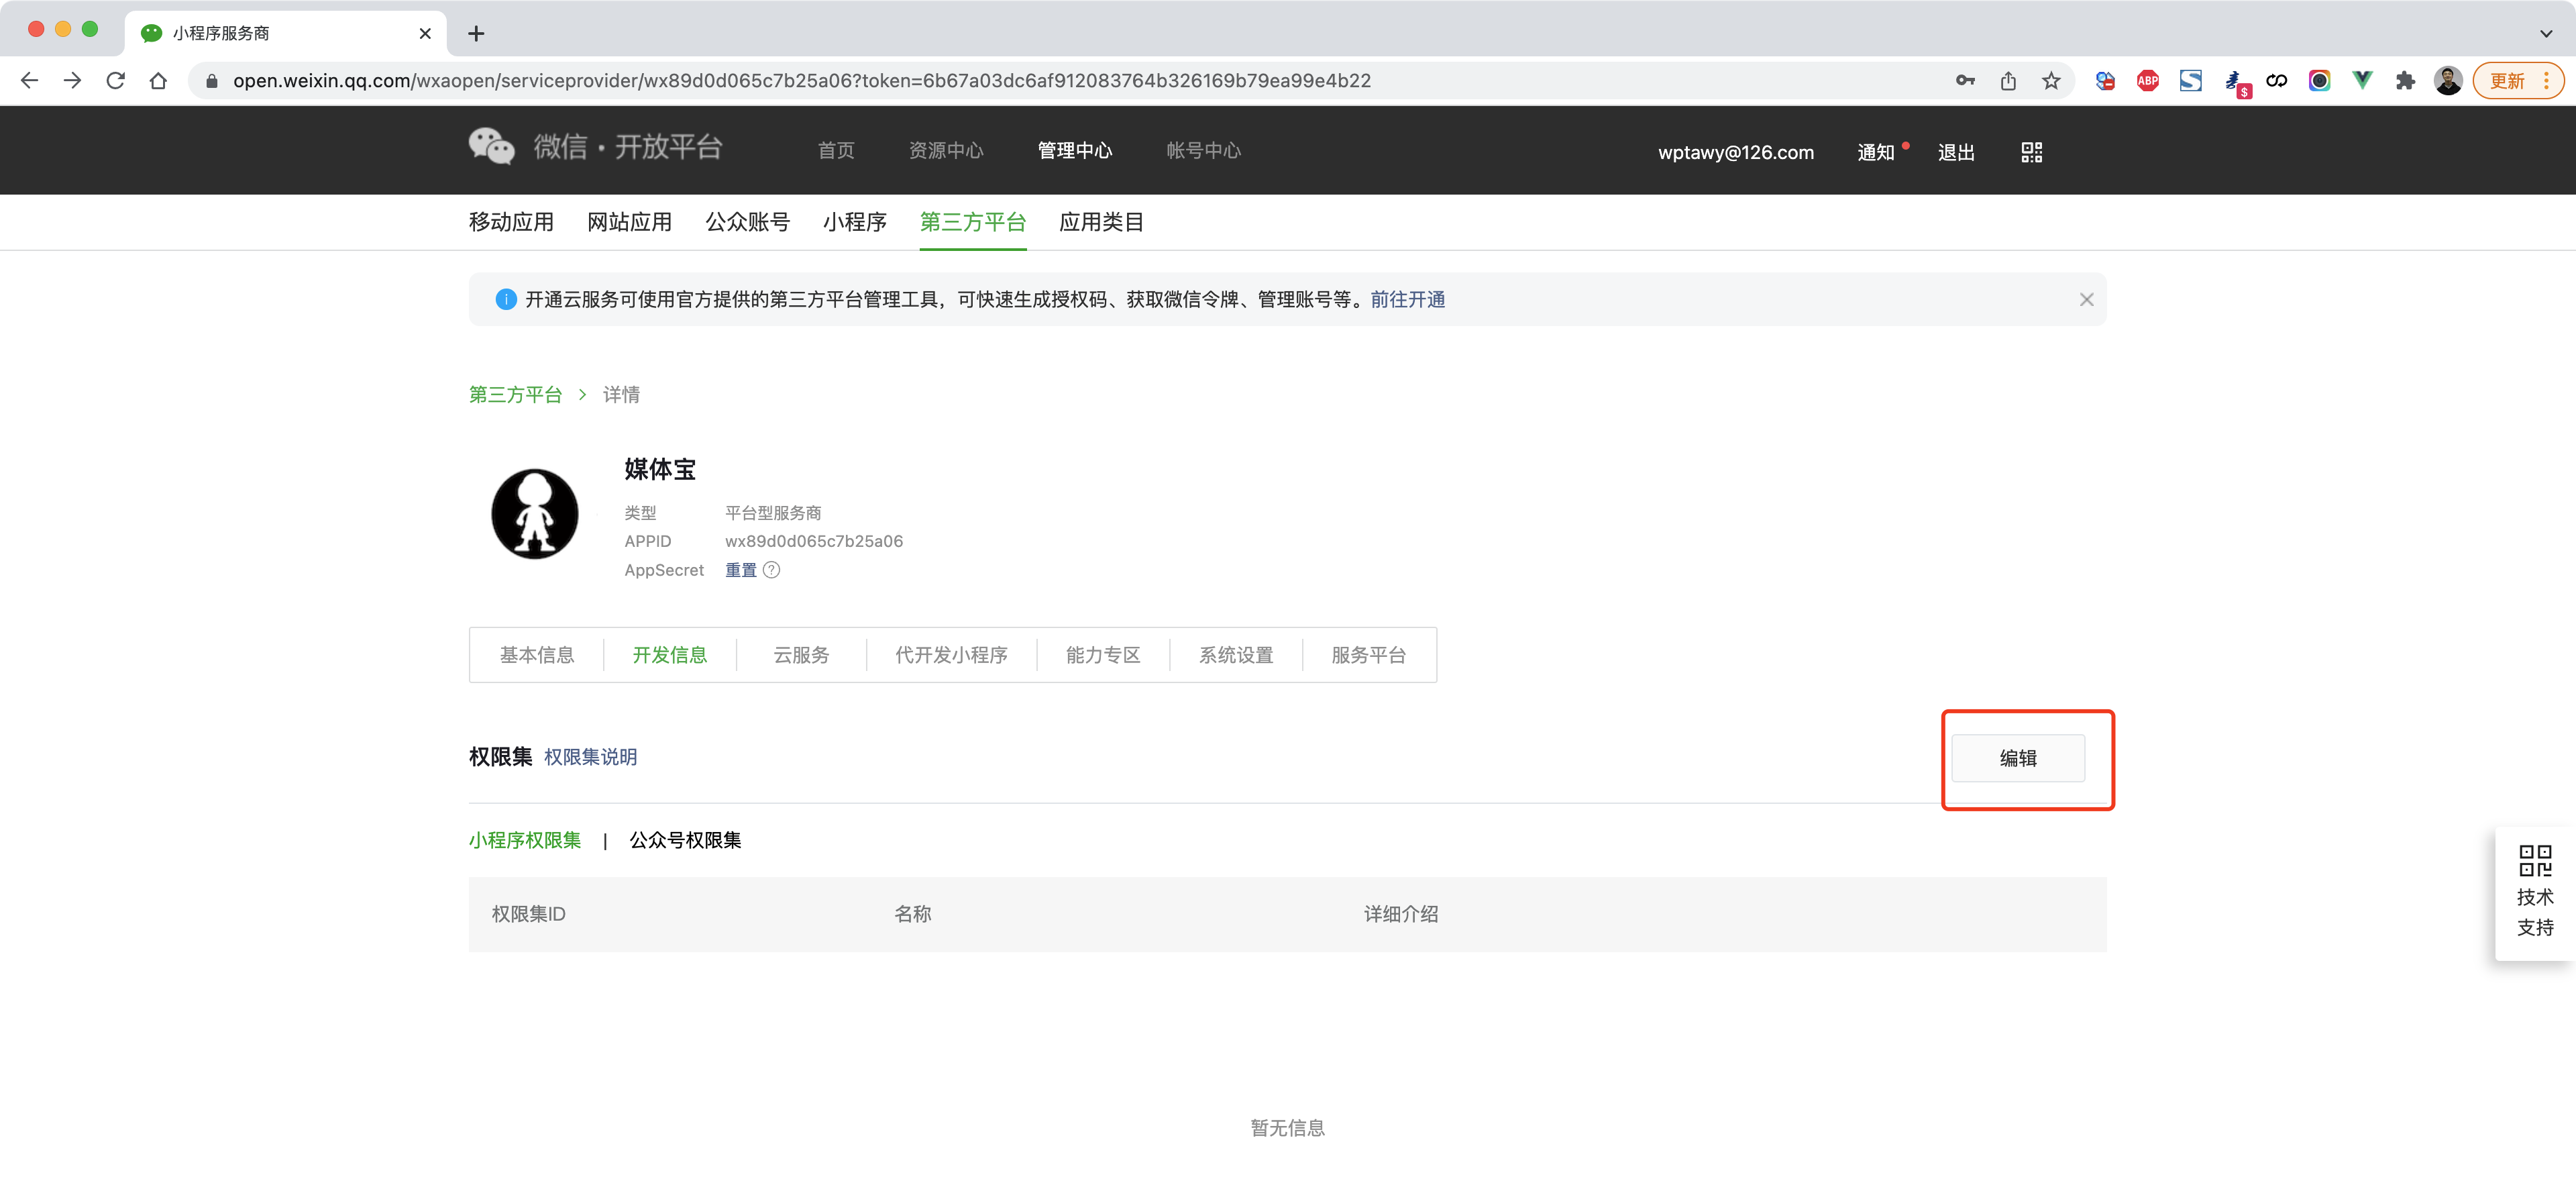 小程序服务商
open.weixin.qq.com/wxaopen/serviceprovider/wx89d0d065c7b25a06?token=6b67a03dc6af912083764b326169b79ea99e4b22
ABP
$
更新
微信·开放平台 首页 资源中心 管理中心 帐号中心 wptawy@126.com 通知 退出
移动应用 网站应用 公众账号 小程序 第三方平台 应用类目
开通云服务可使用官方提供的第三方平台管理工具，可快速生成授权码、获取微信令牌、管理账号等。前往开通
第三方平台 > 详情
媒体宝
类型 平台型服务商
APPID wx89d0d065c7b25a06
AppSecret 重置 ?
基本信息 开发信息 云服务 代开发小程序 能力专区 系统设置 服务平台
权限集 权限集说明 编辑
小程序权限集 | 公众号权限集
权限集ID 名称 详细介绍
技术
支持
暂无信息